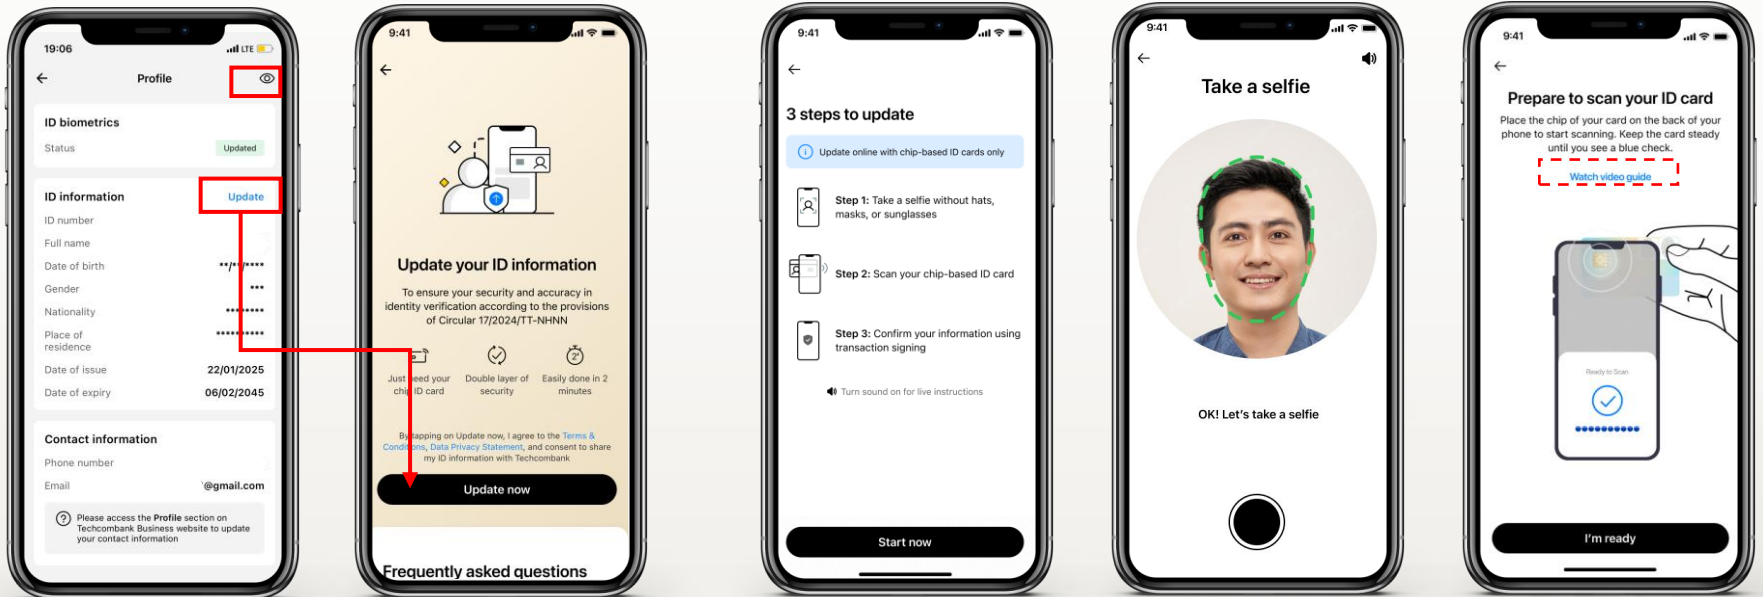 19:06
LTE
Profile
ID biometrics
Status
Updated
ID information
Update
ID number
Full name
Date of birth
**/**/****
Gender
***
Nationality
********
Place of
residence
**********
Date of issue
22/01/2025
Date of expiry
06/02/2045
Contact information
Phone number
Email
@gmail.com
Please access the Profile section on
Techcombank Business website to update
your contact information
9:41
Update your ID information
To ensure your security and accuracy in
identity verification according to the provisions
of Circular 17/2024/TT-NHNN
Just need your
chip ID card
Double layer of
security
2'
Easily done in 2
minutes
By tapping on Update now, I agree to the Terms &
Conditions, Data Privacy Statement, and consent to share
my ID information with Techcombank
Update now
Frequently asked questions
9:41
3 steps to update
Update online with chip-based ID cards only
Step 1: Take a selfie without hats,
masks, or sunglasses
Step 2: Scan your chip-based ID card
Step 3: Confirm your information using
transaction signing
Turn sound on for live instructions
Start now
9:41
Take a selfie
OK! Let's take a selfie
9:41
Prepare to scan your ID card
Place the chip of your card on the back of your
phone to start scanning. Keep the card steady
until you see a blue check.
Watch video guide
Ready to Scan
I'm ready